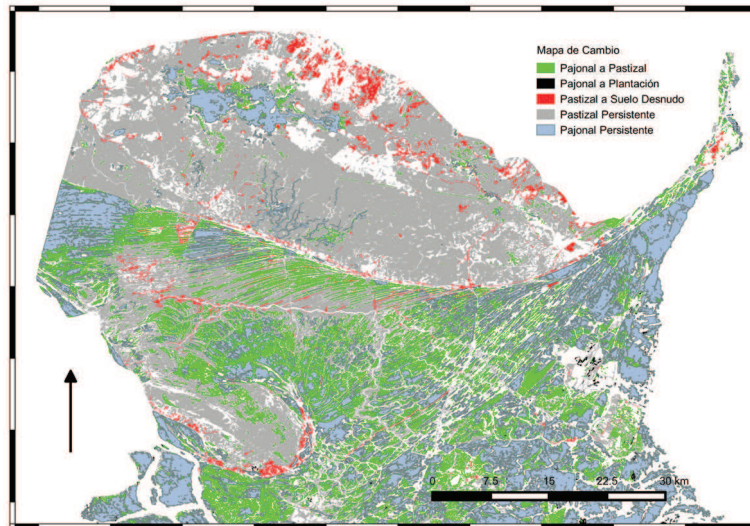 Mapa de Cambio
Pajonal a Pastizal
Pajonal a Plantación
Pastizal a Suelo Desnudo
Pastizal Persistente
Pajonal Persistente
0 7.5 15 22.5 30 km